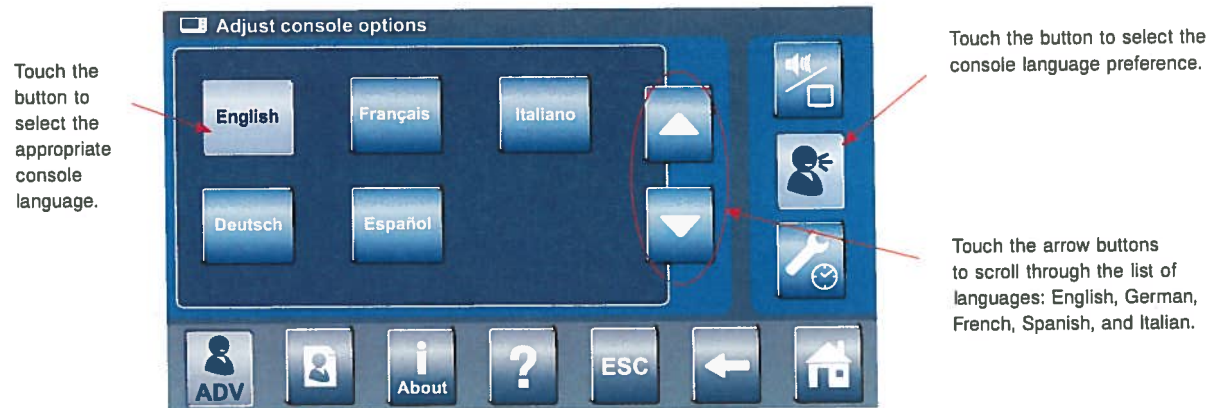 Adjust console options
Touch the
button to
select the
appropriate
console
language.
English
Français
Italiano
Deutsch
Español
Touch the button to select the
console language preference.
Touch the arrow buttons
to scroll through the list of
languages: English, German,
French, Spanish, and Italian.
ADV
i
About
?
ESC